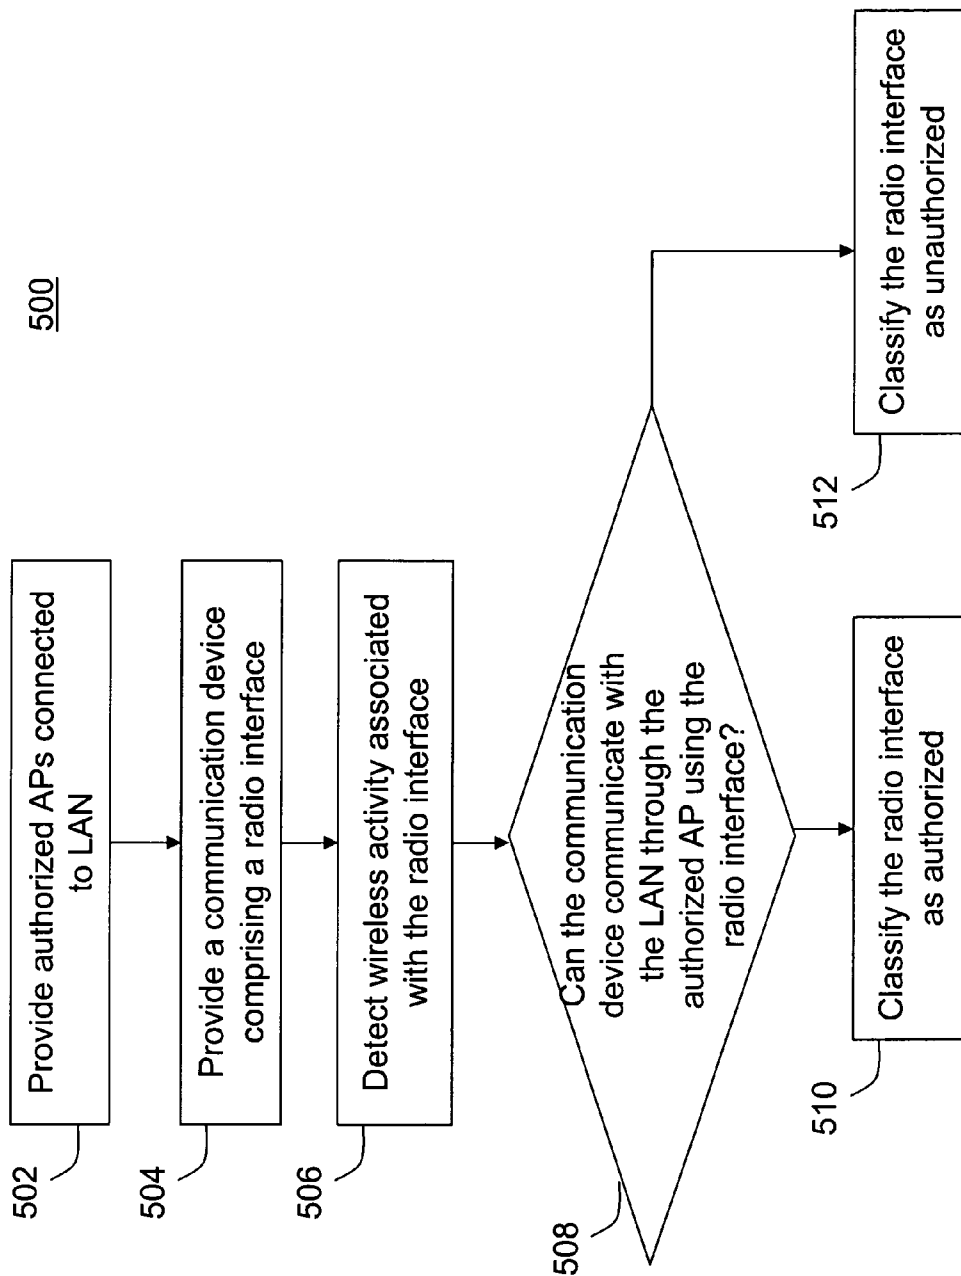 500
502
Provide authorized APs connected
to LAN
504
Provide a communication device
comprising a radio interface
506
Detect wireless activity associated
with the radio interface
508
Can the communication
device communicate with
the LAN through the
authorized AP using the
radio interface?
510
Classify the radio interface
as authorized
512
Classify the radio interface
as unauthorized